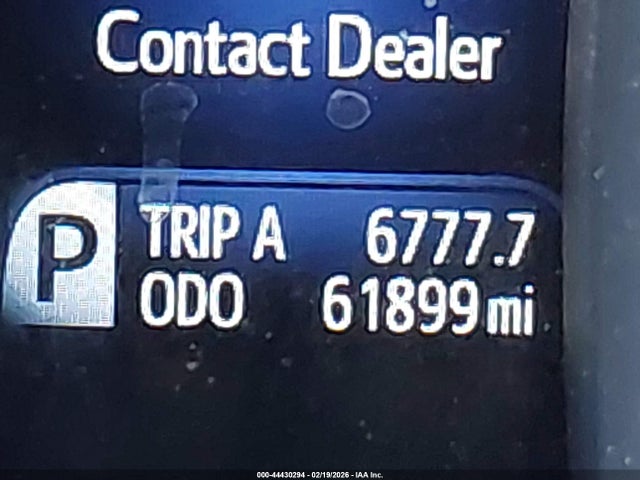 Contact Dealer
P
TRIP A 6777.7
ODO 61899 mi
000-44430294 - 02/19/2026 - IAA Inc.